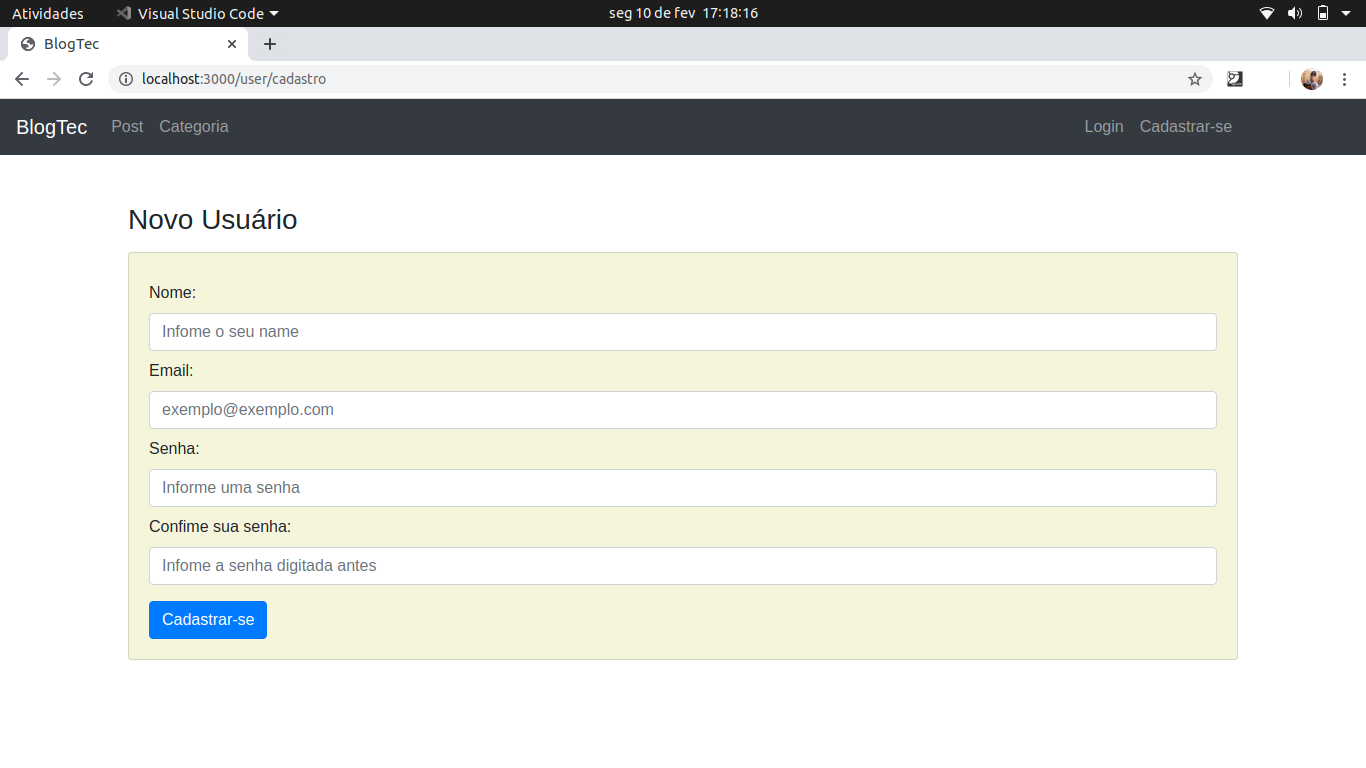 Atividades Visual Studio Code seg 10 de fev 17:18:16
BlogTec
localhost:3000/user/cadastro
BlogTec Post Categoria Login Cadastrar-se
Novo Usuário
Nome:
Infome o seu name
Email:
exemplo@exemplo.com
Senha:
Informe uma senha
Confime sua senha:
Infome a senha digitada antes
Cadastrar-se